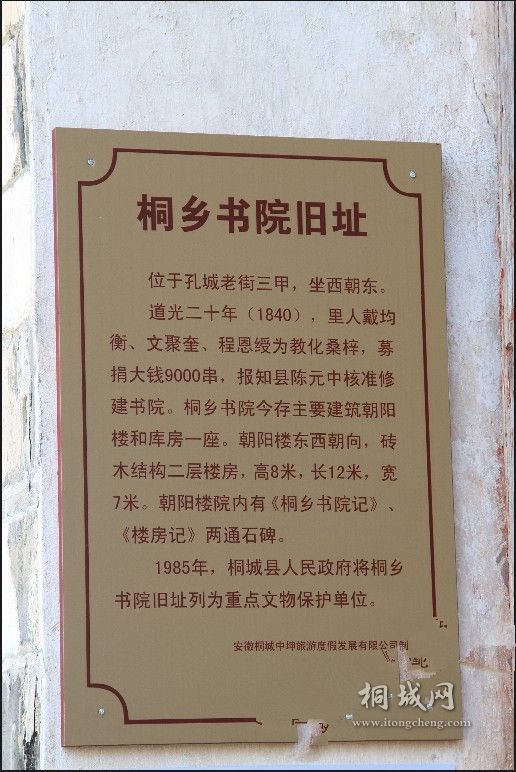 桐乡书院旧址
位于孔城老街三甲，坐西朝东。
道光二十年（1840），里人戴均
衡、文聚奎、程恩绶为教化桑梓，募
捐大钱9000串，报知县陈元中核准修
建书院。桐乡书院今存主要建筑朝阳
楼和库房一座。朝阳楼东西朝向，砖
木结构二层楼房，高8米，长12米，宽
7米。朝阳楼院内有《桐乡书院记》、
《楼房记》两通石碑。
1985年，桐城县人民政府将桐乡
书院旧址列为重点文物保护单位。
安徽桐城中坤旅游度假发展有限公司制
桐·城网
www.itongcheng.com